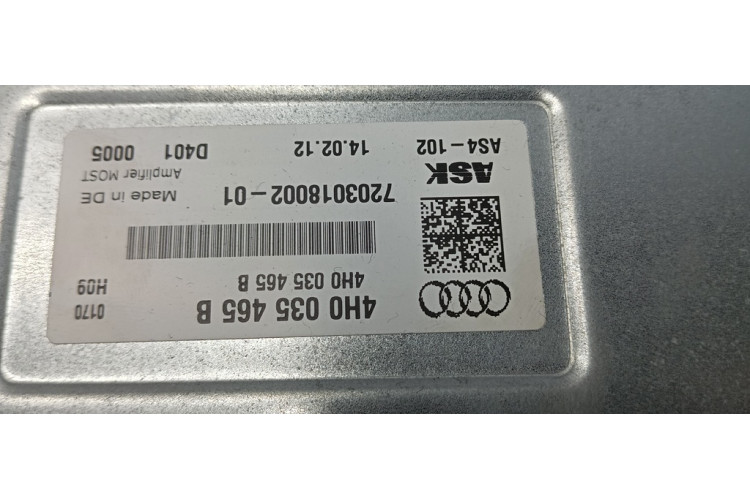 4H0 035 465 B
0170
4H0 035 465 B
H09
7203018002-01
Made in DE
ASK
Amplifier MOST
AS4-102
14.02.12
D401
0005